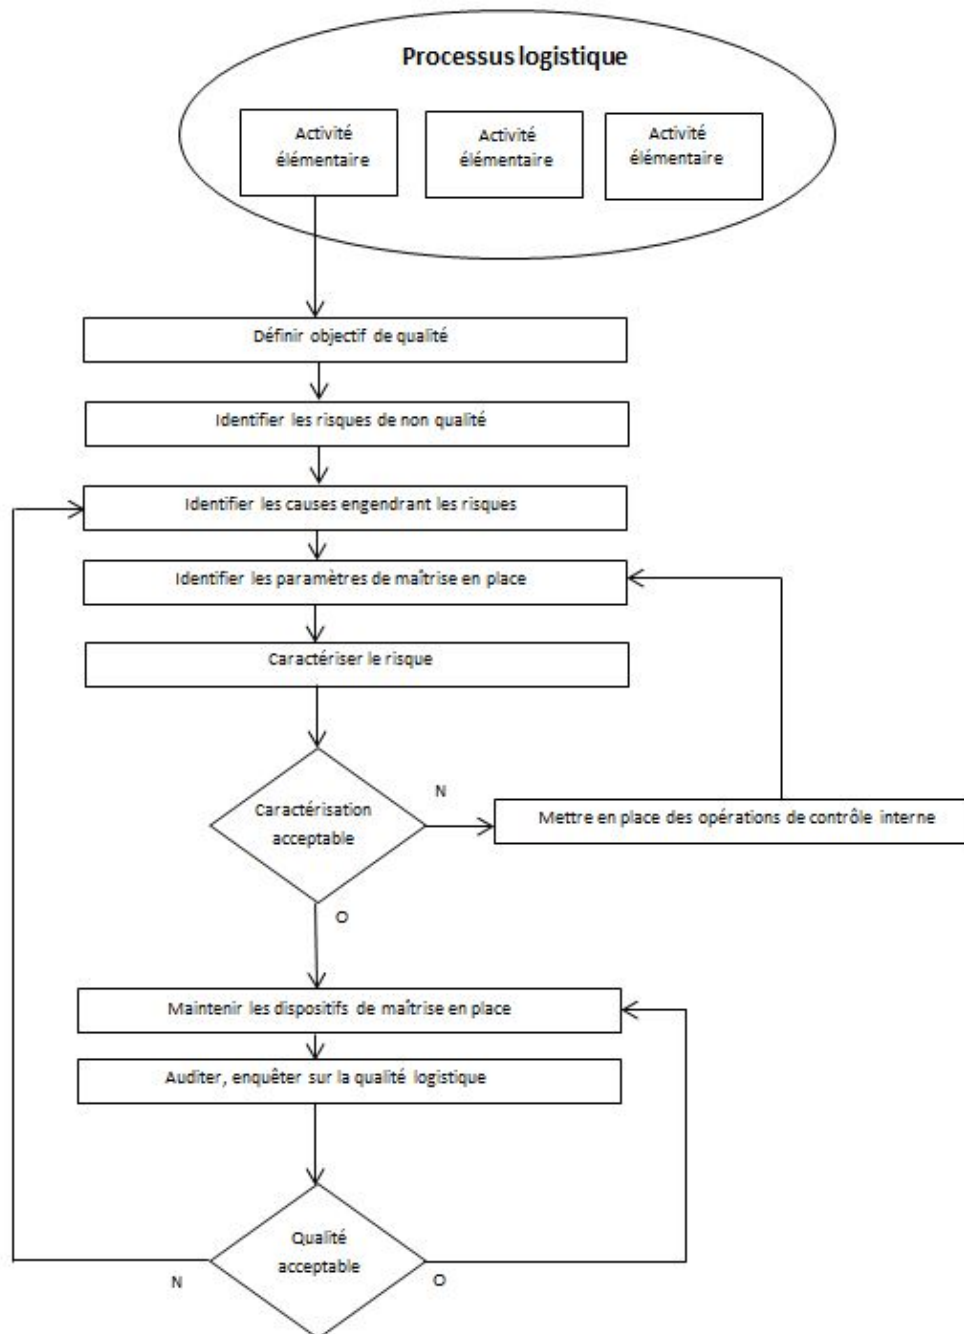 Processus logistique
Activité
élémentaire
Activité
élémentaire
Activité
élémentaire
Définir objectif de qualité
Identifier les risques de non qualité
Identifier les causes engendrant les risques
Identifier les paramètres de maîtrise en place
Caractériser le risque
Caractérisation
acceptable
N
Mettre en place des opérations de contrôle interne
O
Maintenir les dispositifs de maîtrise en place
Auditer, enquêter sur la qualité logistique
Qualité
acceptable
N
O